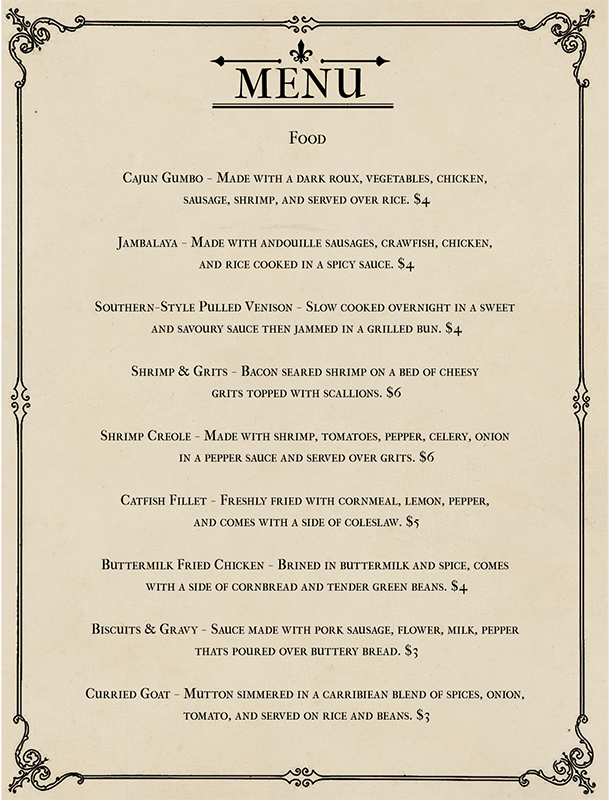 MENU
Food
Cajun Gumbo - Made with a dark roux, vegetables, chicken,
sausage, shrimp, and served over rice. $4
Jambalaya - Made with andouille sausages, crawfish, chicken,
and rice cooked in a spicy sauce. $4
Southern-Style Pulled Venison - Slow cooked overnight in a sweet
and savoury sauce then jammed in a grilled bun. $4
Shrimp & Grits - Bacon seared shrimp on a bed of cheesy
grits topped with scallions. $6
Shrimp Creole - Made with shrimp, tomatoes, pepper, celery, onion
in a pepper sauce and served over grits. $6
Catfish Fillet - Freshly fried with cornmeal, lemon, pepper,
and comes with a side of coleslaw. $5
Buttermilk Fried Chicken - Brined in buttermilk and spice, comes
with a side of cornbread and tender green beans. $4
Biscuits & Gravy - Sauce made with pork sausage, flower, milk, pepper
thats poured over buttery bread. $3
Curried Goat - Mutton simmered in a carribiean blend of spices, onion,
tomato, and served on rice and beans. $3